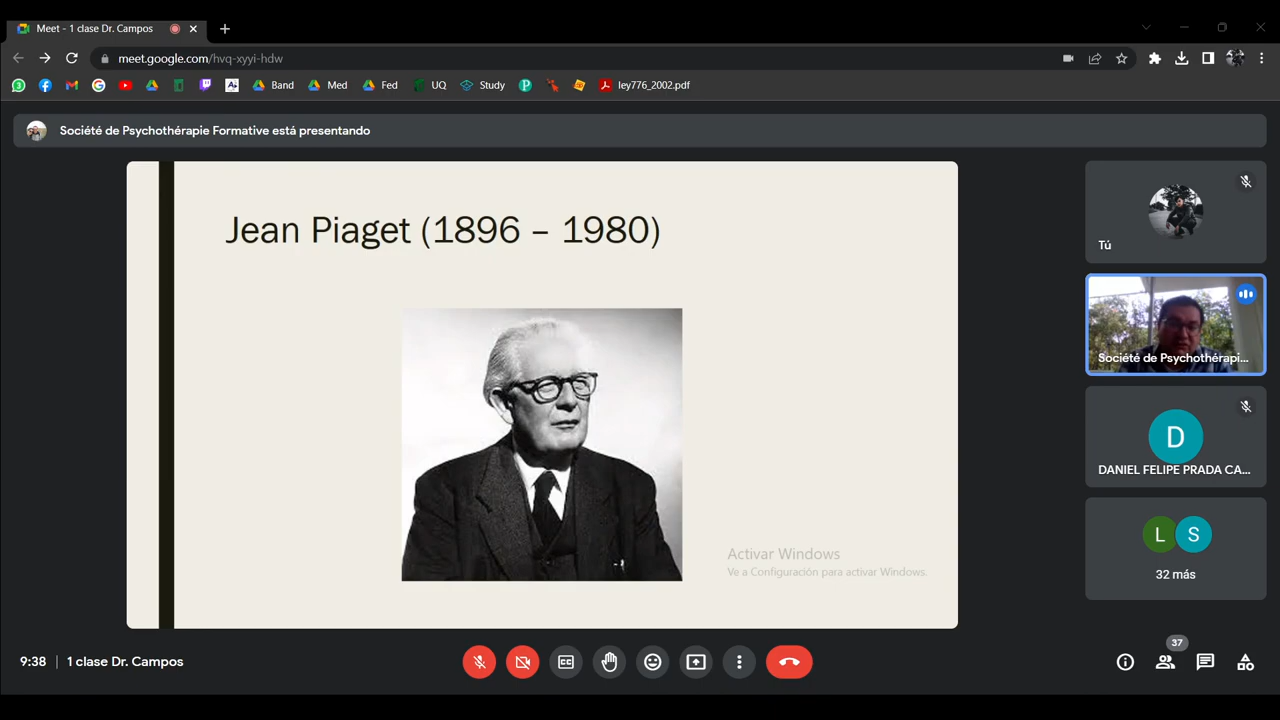 Meet - 1 clase Dr. Campos
meet.google.com/hvq-xyyi-hdw
Band
Med
Fed
UQ
Study
ley776_2002.pdf
Société de Psychothérapie Formative está presentando
Jean Piaget (1896 – 1980)
Activar Windows
Ve a Configuración para activar Windows.
Tú
Société de Psychothérapi...
D
DANIEL FELIPE PRADA CA...
L S
32 más
9:38 | 1 clase Dr. Campos
37